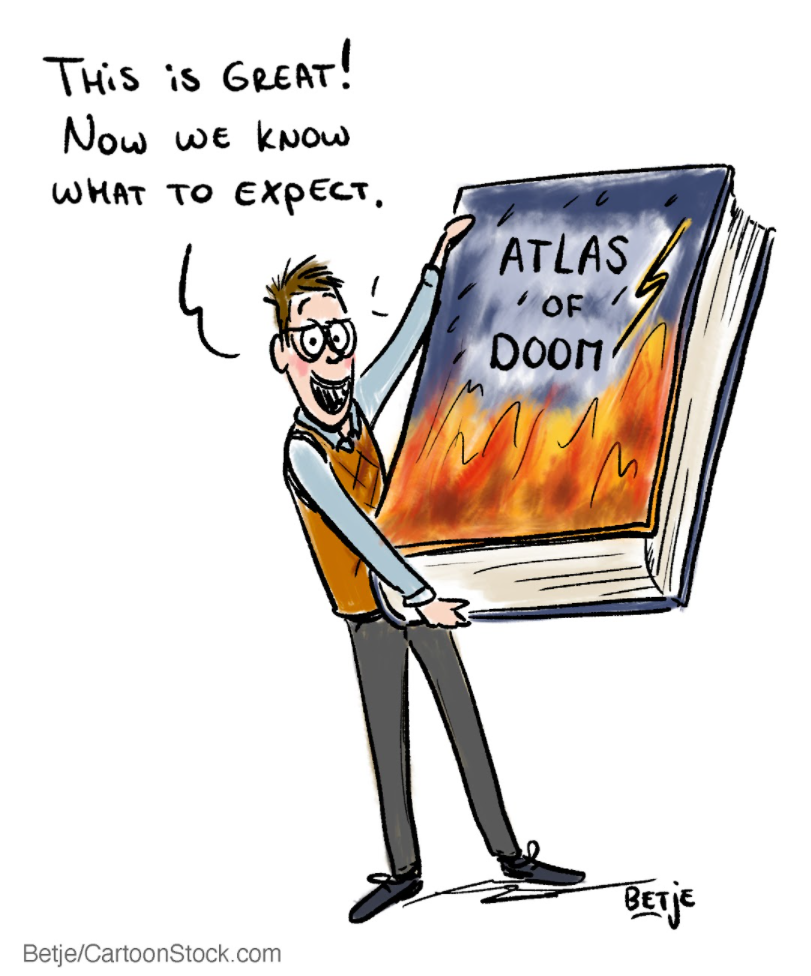 THiS iS GREAT!
NOW WE KNOW
WHAT TO EXPECT.
ATLAS
OF
DOOM
BETjE
Betje/CartoonStock.com